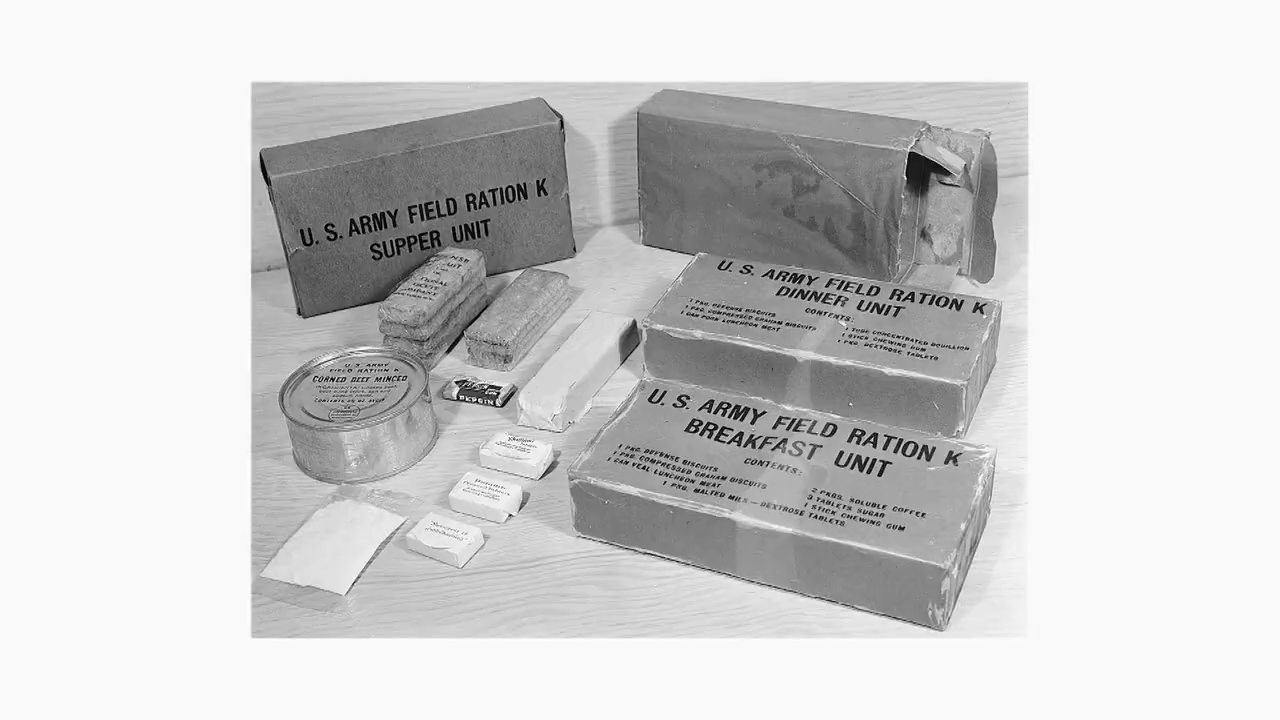 U. S. ARMY FIELD RATION K
SUPPER UNIT
U. S. ARMY
FIELD RATION K
CORNED BEEF MINCED
PEPSIN
U. S. ARMY FIELD RATION K
DINNER UNIT
CONTENTS:
1 PKG. DEFENSE BISCUITS
1 PKG. COMPRESSED GRAHAM BISCUITS
1 CAN PORK LUNCHEON MEAT
1 TUBE CONCENTRATED BOUILLION
1 STICK CHEWING GUM
1 PKG. DEXTROSE TABLETS
U. S. ARMY FIELD RATION K
BREAKFAST UNIT
CONTENTS:
1 PKG. DEFENSE BISCUITS
1 PKG. COMPRESSED GRAHAM BISCUITS
1 CAN VEAL LUNCHEON MEAT
1 PKG. MALTED MILK — DEXTROSE TABLETS
2 PKGS. SOLUBLE COFFEE
3 TABLETS SUGAR
1 STICK CHEWING GUM